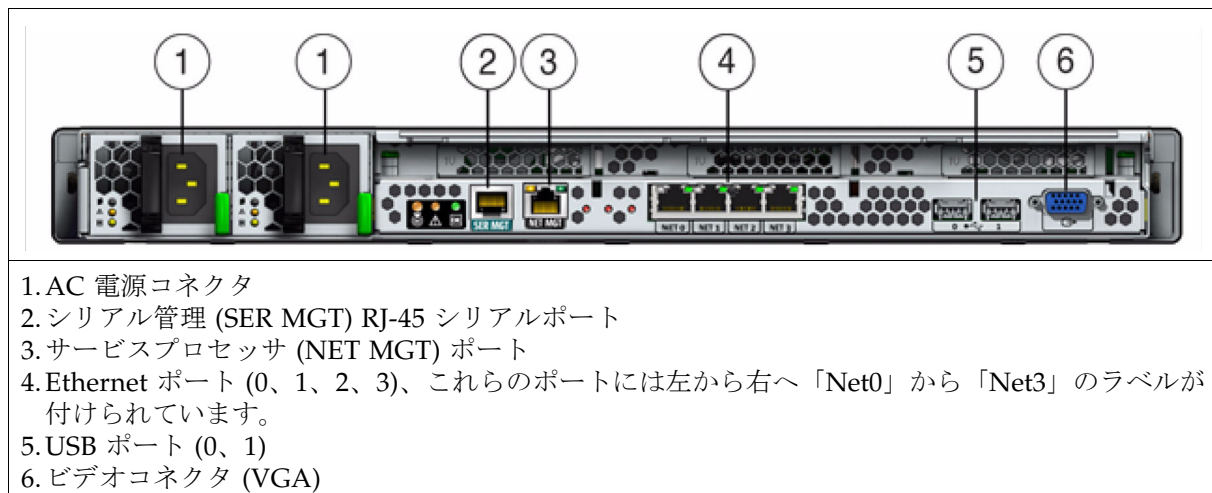 1 1 2 3 4 5 6
SER MGT NET MGT NET 0 NET 1 NET 2 NET 3 0 1
1. AC 電源コネクタ
2. シリアル管理 (SER MGT) RJ-45 シリアルポート
3. サービスプロセッサ (NET MGT) ポート
4. Ethernet ポート (0、1、2、3)、これらのポートには左から右へ「Net0」から「Net3」のラベルが
付けられています。
5. USB ポート (0、1)
6. ビデオコネクタ (VGA)